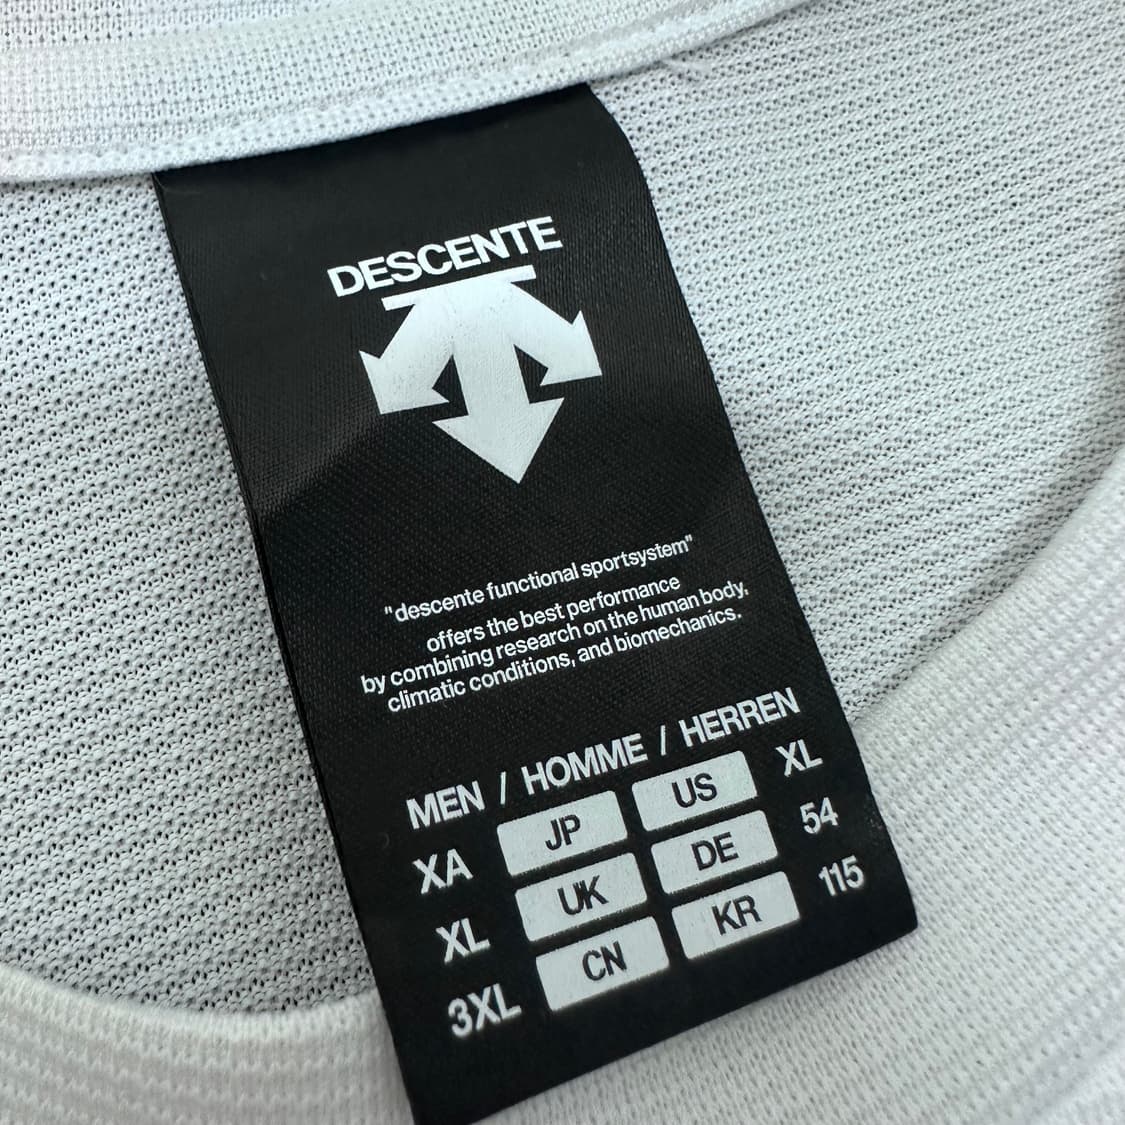 DESCENTE
"descente functional sportsystem"
offers the best performance
by combining research on the human body,
climatic conditions, and biomechanics.
MEN / HOMME / HERREN
XA JP US XL
XL UK DE 54
3XL CN KR 115